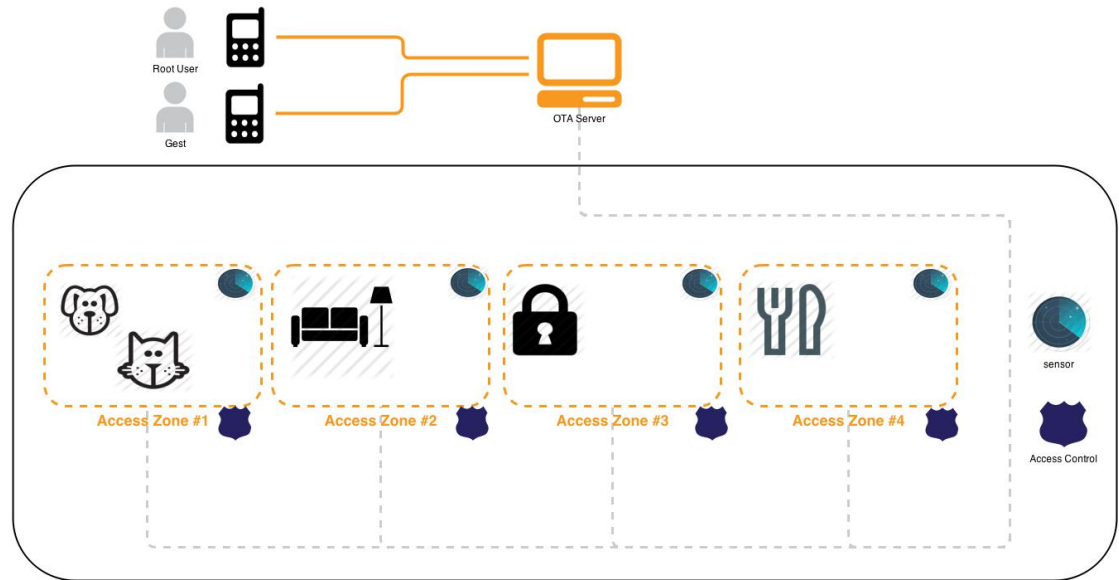 Root User
Gest
OTA Server
Access Zone #1
Access Zone #2
Access Zone #3
Access Zone #4
sensor
Access Control